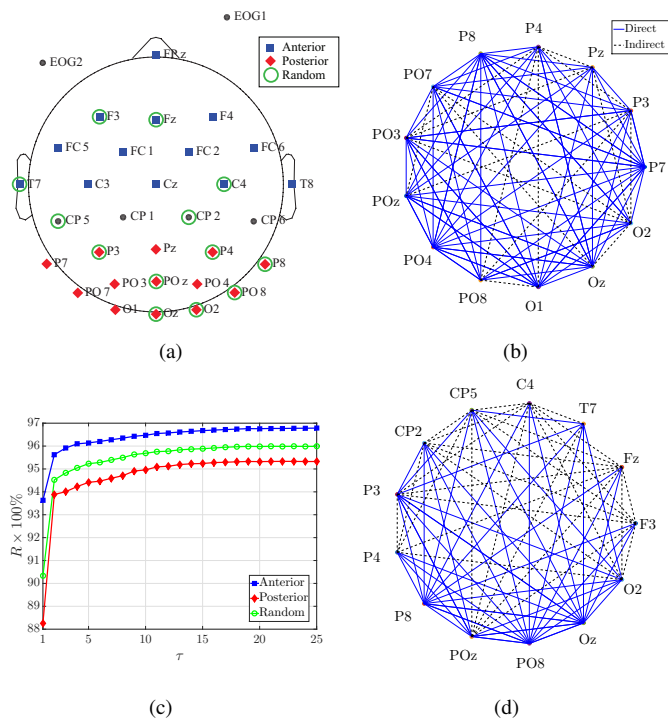 EOG1
EOG2
FRz
Anterior
Posterior
Random
F3
Fz
F4
FC 5
FC 1
FC 2
FC 6
T7
C3
Cz
C4
T8
CP 5
CP 1
CP 2
CP 6
P7
P3
Pz
P4
P8
PO 7
PO 3
PO z
PO 4
PO 8
O1
Oz
O2
(a)
P4
Direct
Indirect
P8
Pz
PO7
P3
PO3
P7
POz
O2
PO4
Oz
PO8
O1
(b)
97
96
95
94
93
92
91
90
89
88
R × 100%
1
5
10
15
20
25
τ
Anterior
Posterior
Random
(c)
C4
CP5
T7
CP2
Fz
P3
F3
P4
O2
P8
Oz
POz
PO8
(d)